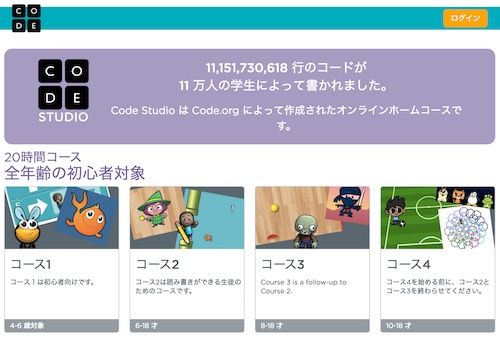 C O
D E
ログイン
C O
D E
STUDIO
11,151,730,618 行のコードが
11 万人の学生によって書かれました。
Code Studio は Code.org によって作成されたオンラインホームコースで
す。
20時間コース
全年齢の初心者対象
1
コース1
コース 1 は初心者向けです。
4-6 歳対象
コース2
コース2は読み書きができる生徒の
ためのコースです。
6-18 才
コース3
Course 3 is a follow-up to
Course 2.
8-18 才
コース4
コース4を始める前に、コース2と
コース3を終わらせてください。
10-18 才